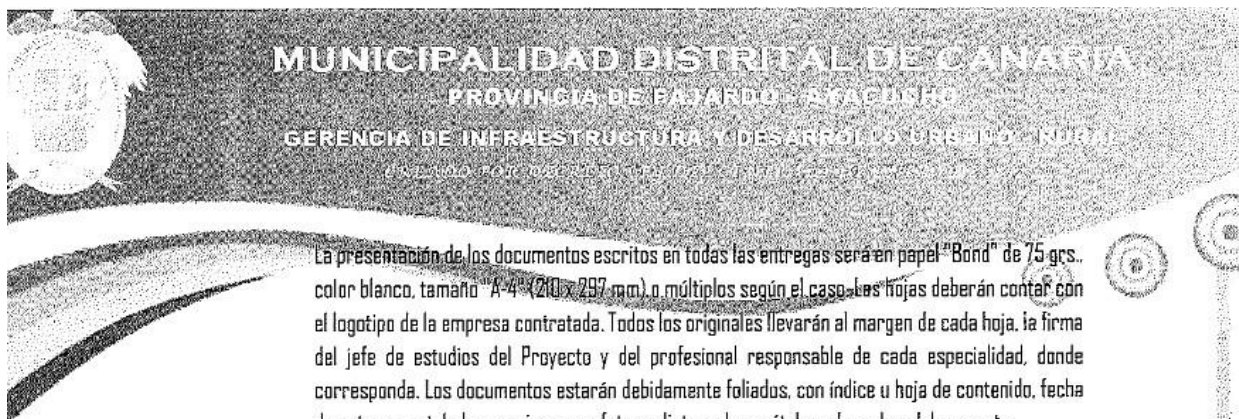 MUNICIPALIDAD DISTRITAL DE CANARIA
PROVINCIA DE FAJARDO - AYACUCHO
GERENCIA DE INFRAESTRUCTURA Y DESARROLLO URBANO - RURAL
La presentación de los documentos escritos en todas las entregas será en papel "Bond" de 75 grs.,
color blanco, tamaño "A-4" (210 x 297 mm) o múltiplos según el caso. Las hojas deberán contar con
el logotipo de la empresa contratada. Todos los originales llevarán al margen de cada hoja, la firma
del jefe de estudios del Proyecto y del profesional responsable de cada especialidad, donde
corresponda. Los documentos estarán debidamente foliados, con índice u hoja de contenido, fecha